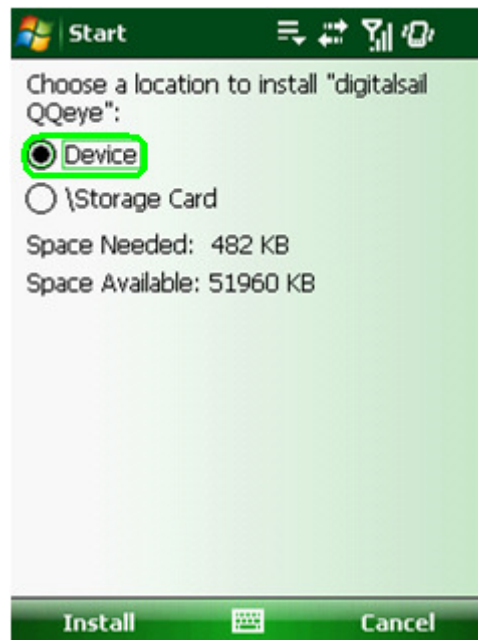 Start
Choose a location to install "digitalsail
QQeye":
Device
\Storage Card
Space Needed: 482 KB
Space Available: 51960 KB
Install Cancel